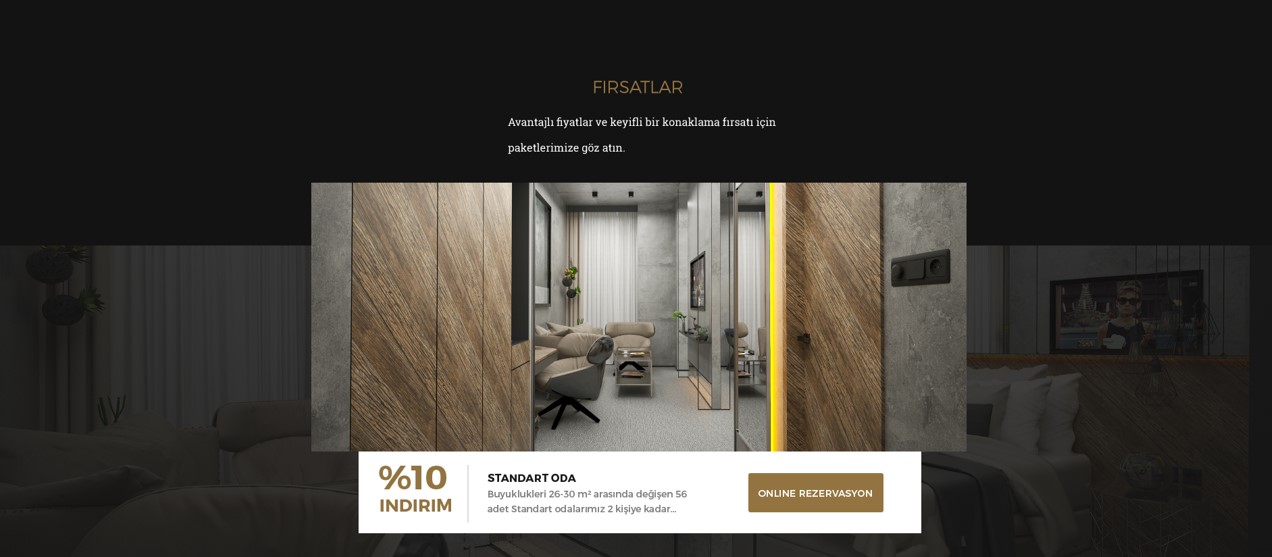 FIRSATLAR
Avantajlı fiyatlar ve keyifli bir konaklama fırsatı için
paketlerimize göz atın.
%10
INDIRIM
STANDART ODA
Buyuklukleri 26-30 m² arasında değişen 56
adet Standart odalarımız 2 kişiye kadar...
ONLINE REZERVASYON